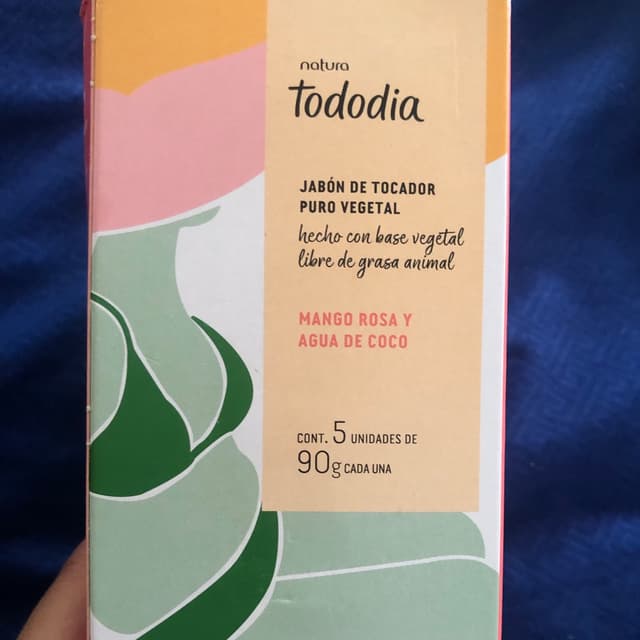 natura
tododia
JABÓN DE TOCADOR
PURO VEGETAL
hecho con base vegetal
libre de grasa animal
MANGO ROSA Y
AGUA DE COCO
CONT. 5 UNIDADES DE
90g CADA UNA